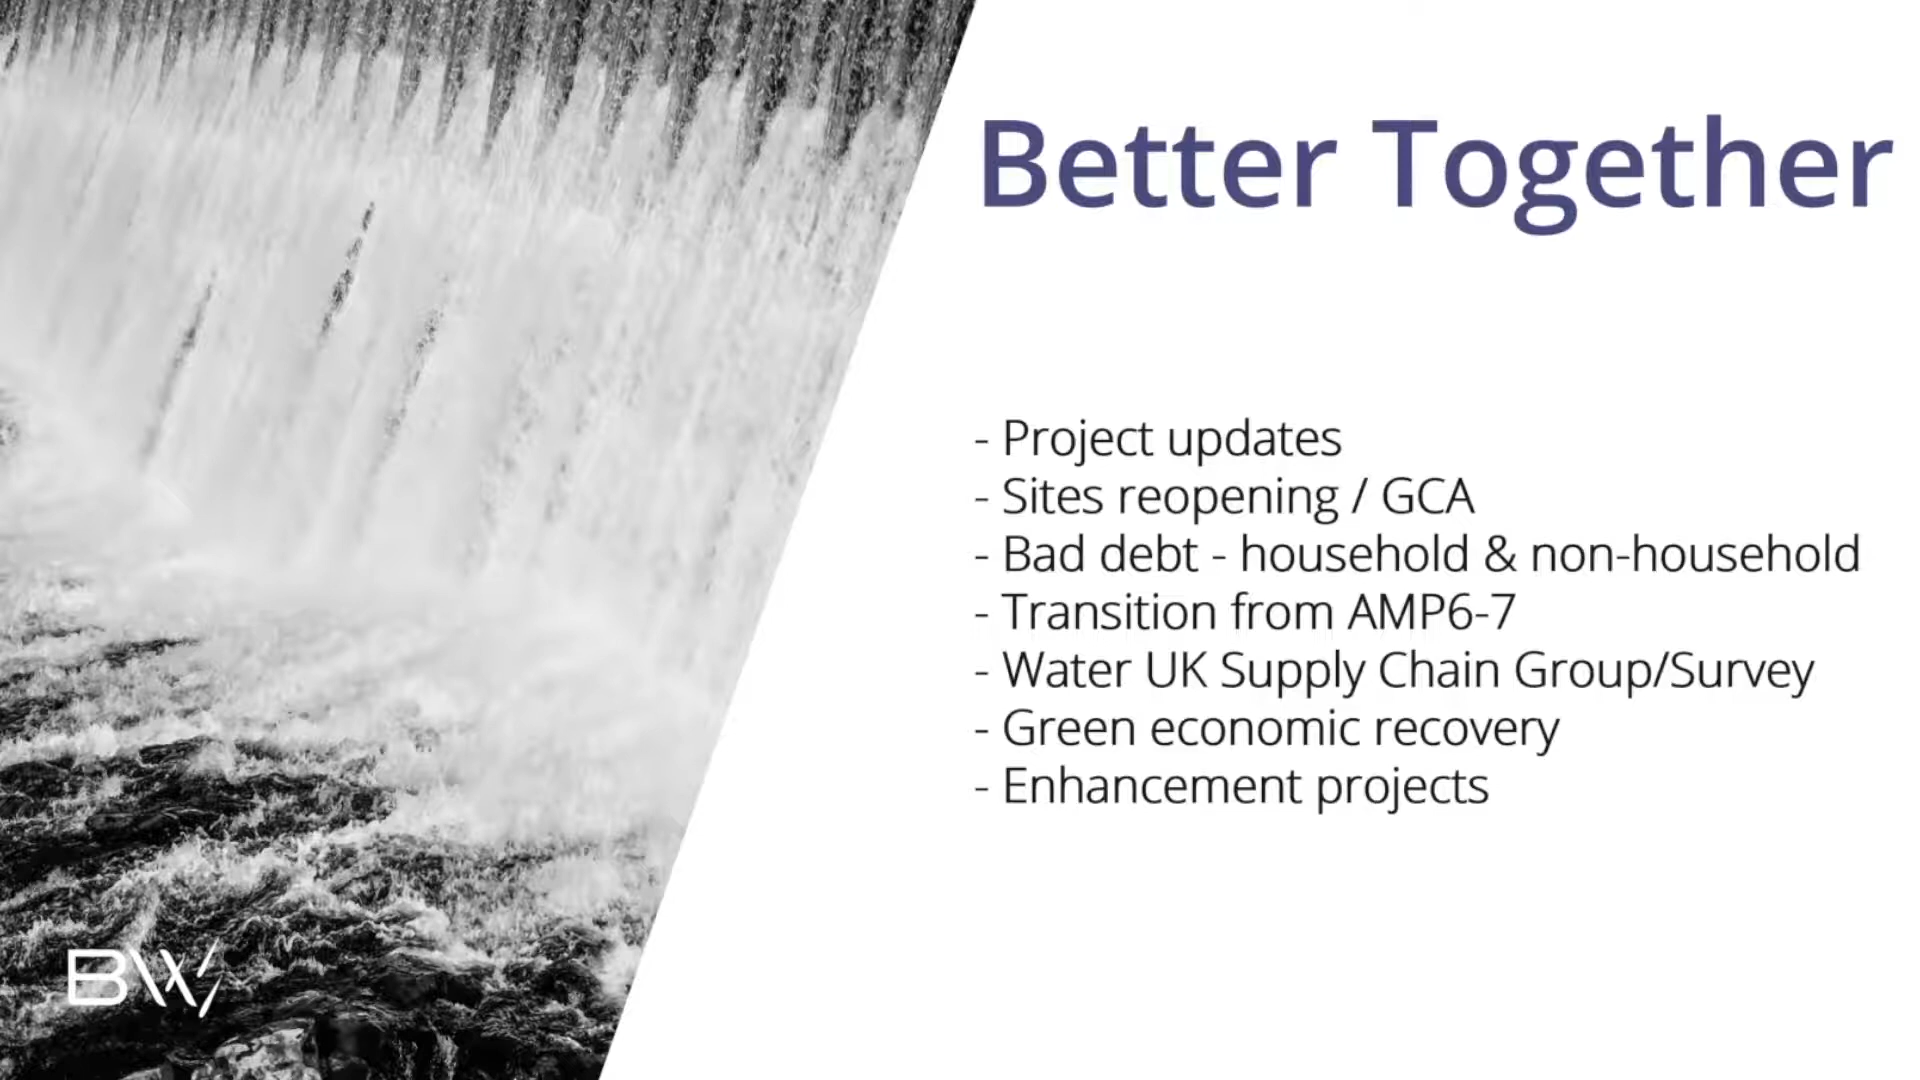 Better Together
- Project updates
- Sites reopening / GCA
- Bad debt - household & non-household
- Transition from AMP6-7
- Water UK Supply Chain Group/Survey
- Green economic recovery
- Enhancement projects
BW